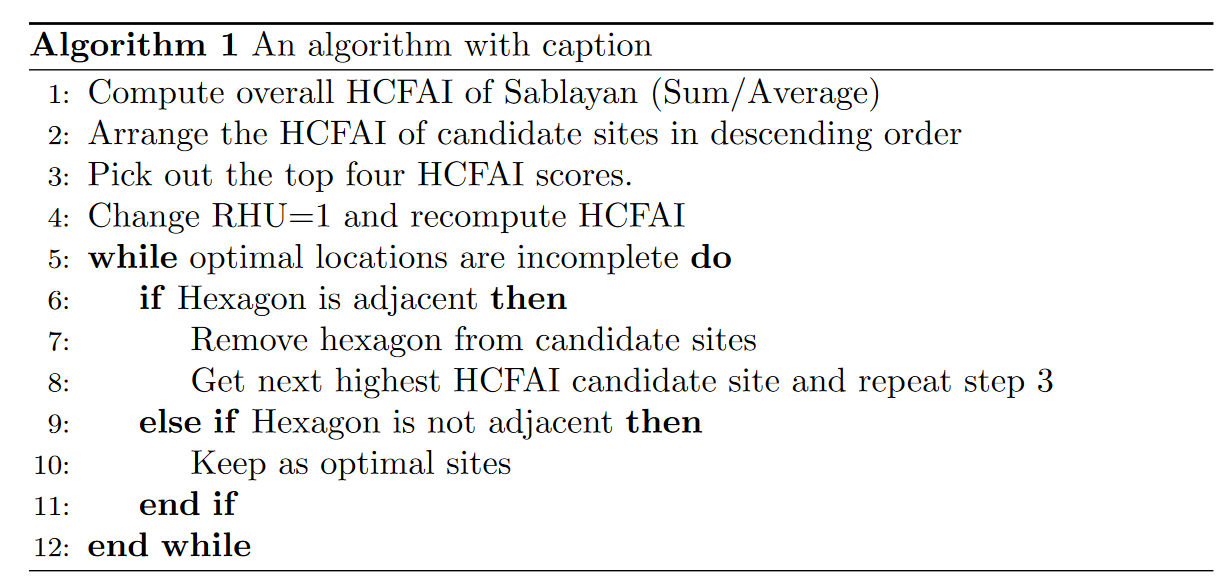 Algorithm 1 An algorithm with caption
1: Compute overall HCFAI of Sablayan (Sum/Average)
2: Arrange the HCFAI of candidate sites in descending order
3: Pick out the top four HCFAI scores.
4: Change RHU=1 and recompute HCFAI
5: while optimal locations are incomplete do
6: if Hexagon is adjacent then
7: Remove hexagon from candidate sites
8: Get next highest HCFAI candidate site and repeat step 3
9: else if Hexagon is not adjacent then
10: Keep as optimal sites
11: end if
12: end while